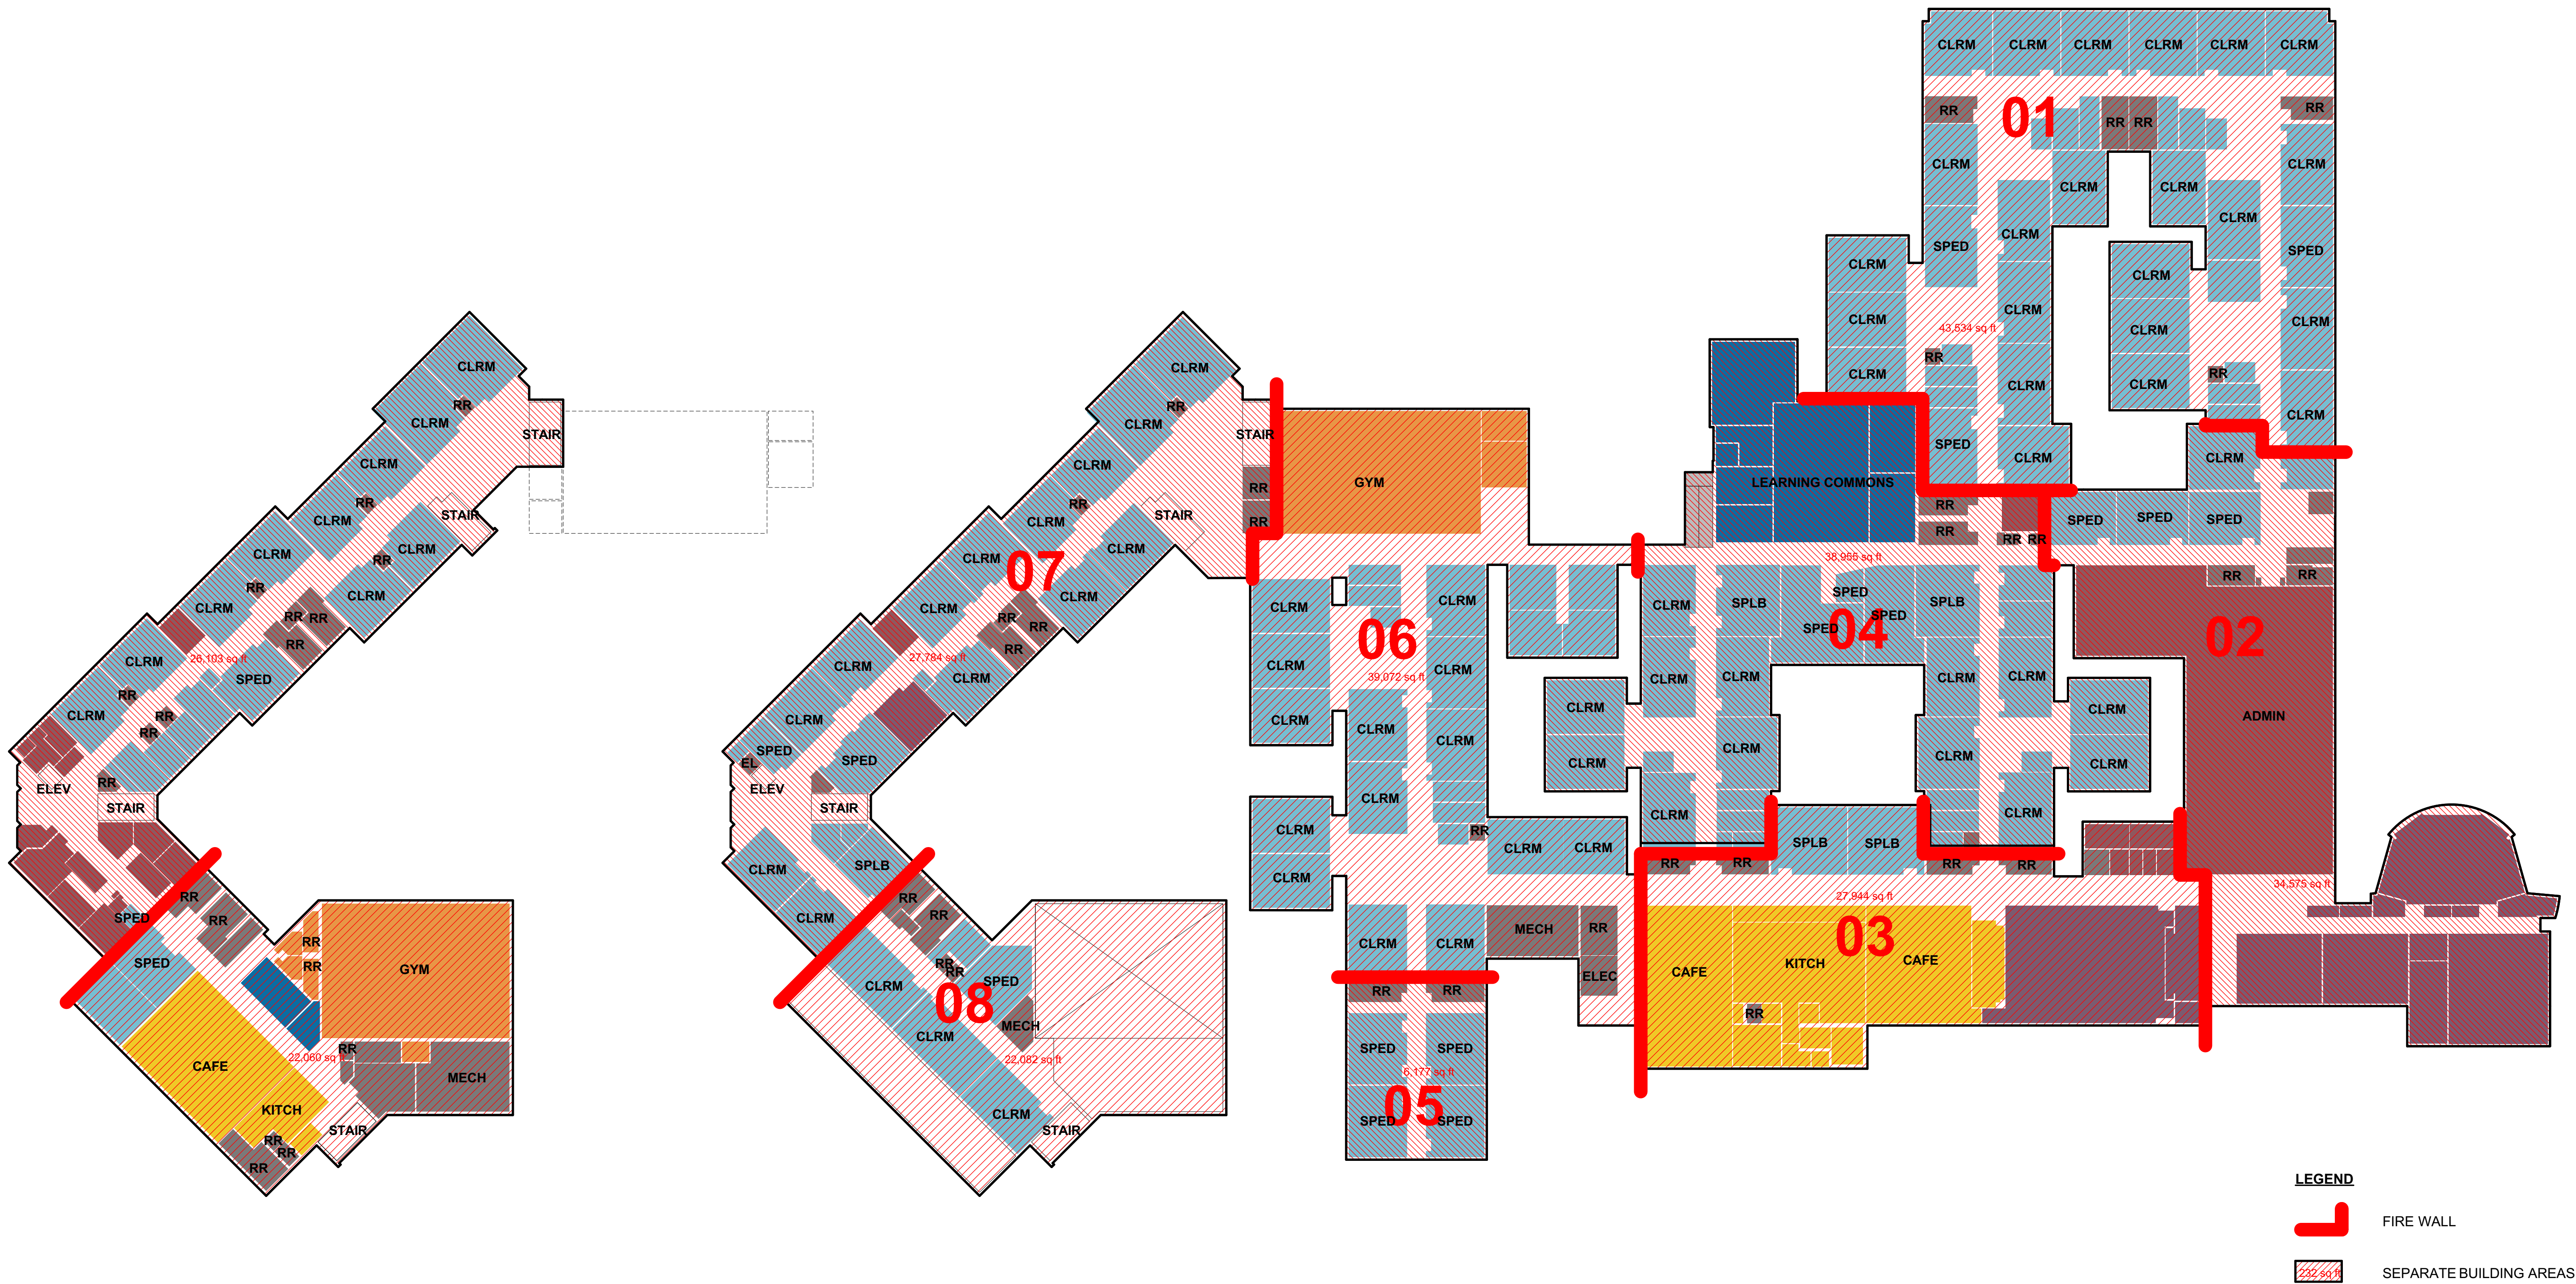 CLRM CLRM CLRM CLRM CLRM CLRM
RR 01 RR RR RR
CLRM CLRM
CLRM CLRM
CLRM
CLRM SPED SPED
CLRM CLRM
CLRM CLRM CLRM CLRM
43,534 sq ft
CLRM CLRM
RR RR
CLRM CLRM CLRM
CLRM
SPED CLRM CLRM
LEARNING COMMONS
RR RR RR RR
SPED SPED SPED
38,955 sq ft
RR RR
CLRM
CLRM
RR
CLRM
CLRM
RR
STAIR
STAIR
CLRM
CLRM
RR
CLRM
CLRM
RR
RR
RR
RR
CLRM
26,103 sq ft
SPED
CLRM
RR
RR
RR
RR
ELEV
STAIR
SPED
RR
RR
SPED
RR
RR
GYM
22,060 sq ft
RR
CAFE
MECH
KITCH
STAIR
RR
RR
RR
CLRM
CLRM
RR
STAIR
RR
RR
GYM
CLRM
CLRM
RR
STAIR
CLRM
CLRM
CLRM
CLRM
07
RR
RR
RR
CLRM
27,784 sq ft
CLRM
CLRM
SPED
SPED
EL
ELEV
STAIR
CLRM
SPLB
CLRM
RR
RR
RR
RR
CLRM
SPED
08
CLRM
MECH
22,082 sq ft
CLRM
STAIR
CLRM CLRM
06
CLRM CLRM
39,072 sq ft
CLRM CLRM
CLRM
CLRM
CLRM
RR
CLRM CLRM
CLRM
CLRM CLRM
MECH RR
ELEC
RR RR
SPED SPED
6,177 sq ft
05
SPED SPED
CLRM SPLB SPED SPLB
SPED SPED
04
CLRM CLRM CLRM CLRM
CLRM CLRM
CLRM CLRM CLRM CLRM
CLRM CLRM
SPLB SPLB
RR RR RR RR
27,944 sq ft
03
CAFE KITCH CAFE
RR
02
ADMIN
34,575 sq ft
LEGEND
FIRE WALL
232 sq ft
SEPARATE BUILDING AREAS